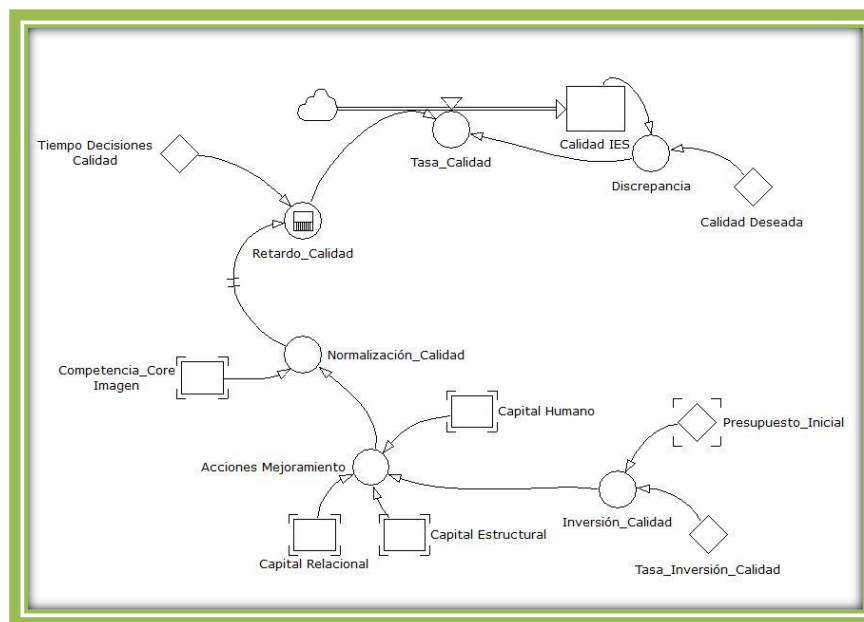 Tiempo Decisiones
Calidad
Tasa_Calidad
Calidad IES
Discrepancia
Calidad Deseada
Retardo_Calidad
Normalización_Calidad
Competencia_Core
Imagen
Capital Humano
Presupuesto_Inicial
Acciones Mejoramiento
Inversión_Calidad
Capital Estructural
Capital Relacional
Tasa_Inversión_Calidad